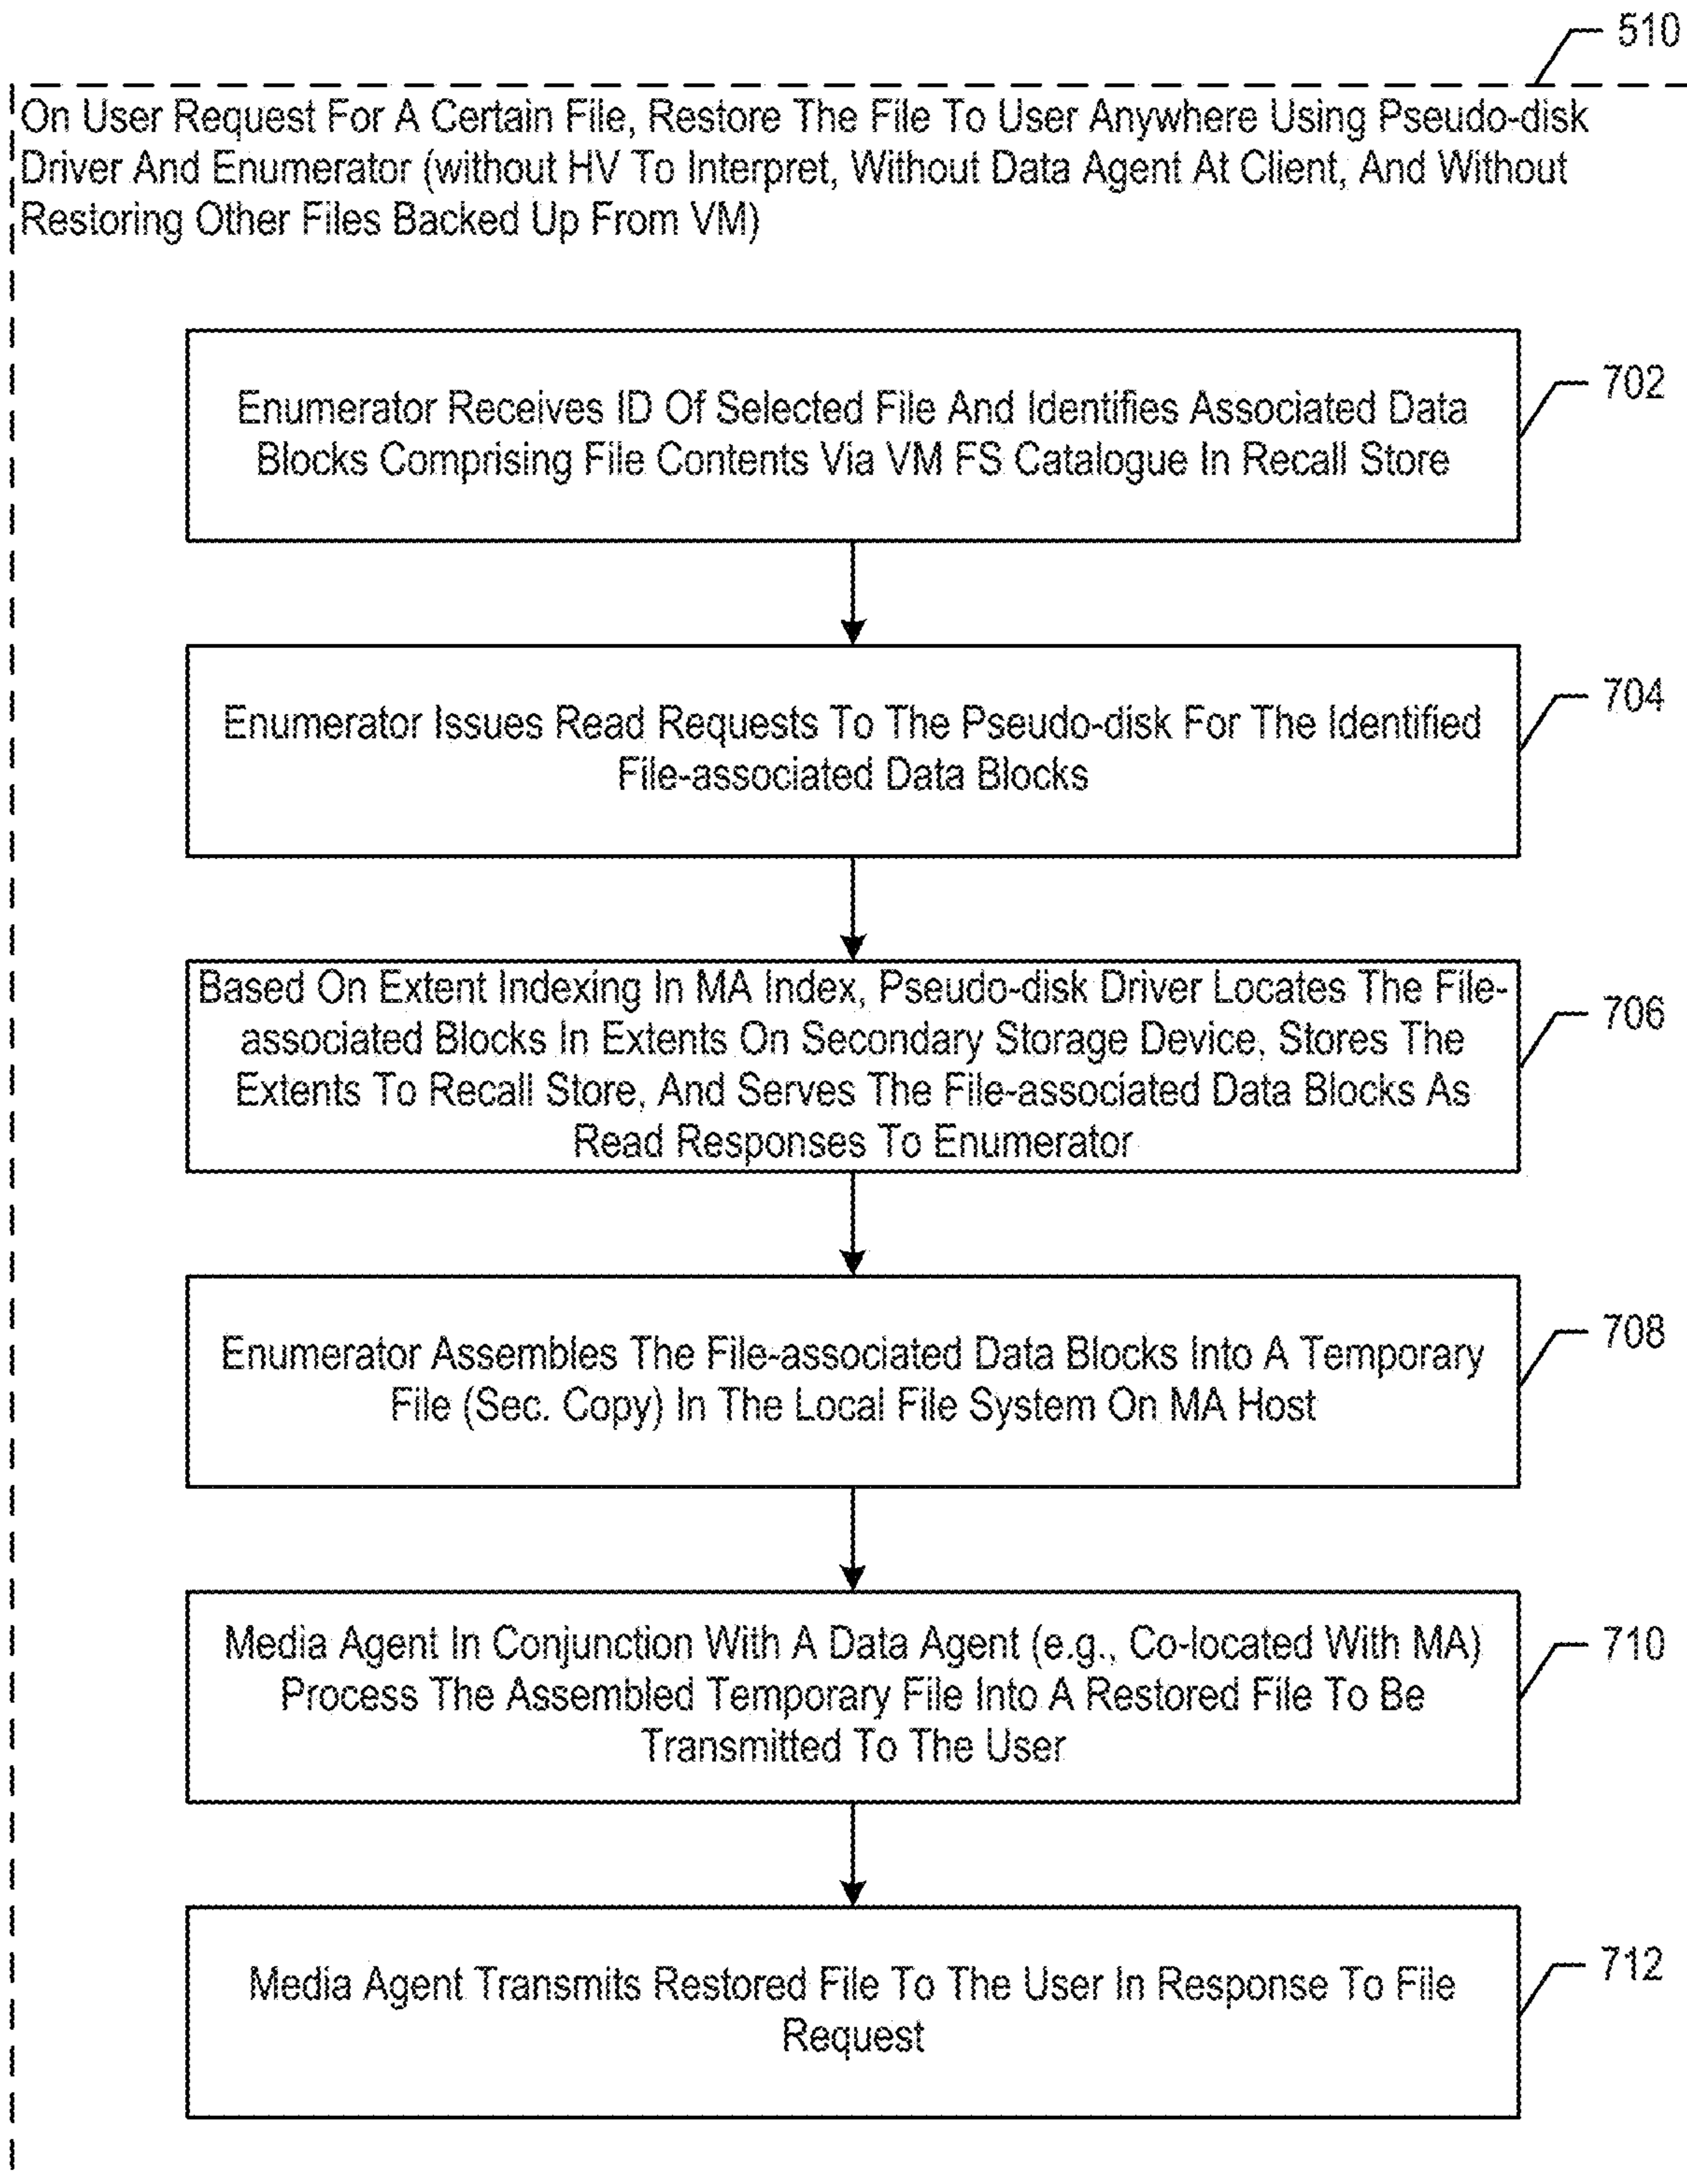 510
On User Request For A Certain File, Restore The File To User Anywhere Using Pseudo-disk
Driver And Enumerator (without HV To Interpret, Without Data Agent At Client, And Without
Restoring Other Files Backed Up From VM)
Enumerator Receives ID Of Selected File And Identifies Associated Data
Blocks Comprising File Contents Via VM FS Catalogue In Recall Store
702
Enumerator Issues Read Requests To The Pseudo-disk For The Identified
File-associated Data Blocks
704
Based On Extent Indexing In MA Index, Pseudo-disk Driver Locates The File-
associated Blocks In Extents On Secondary Storage Device, Stores The
Extents To Recall Store, And Serves The File-associated Data Blocks As
Read Responses To Enumerator
706
Enumerator Assembles The File-associated Data Blocks Into A Temporary
File (Sec. Copy) In The Local File System On MA Host
708
Media Agent In Conjunction With A Data Agent (e.g., Co-located With MA)
Process The Assembled Temporary File Into A Restored File To Be
Transmitted To The User
710
Media Agent Transmits Restored File To The User In Response To File
Request
712